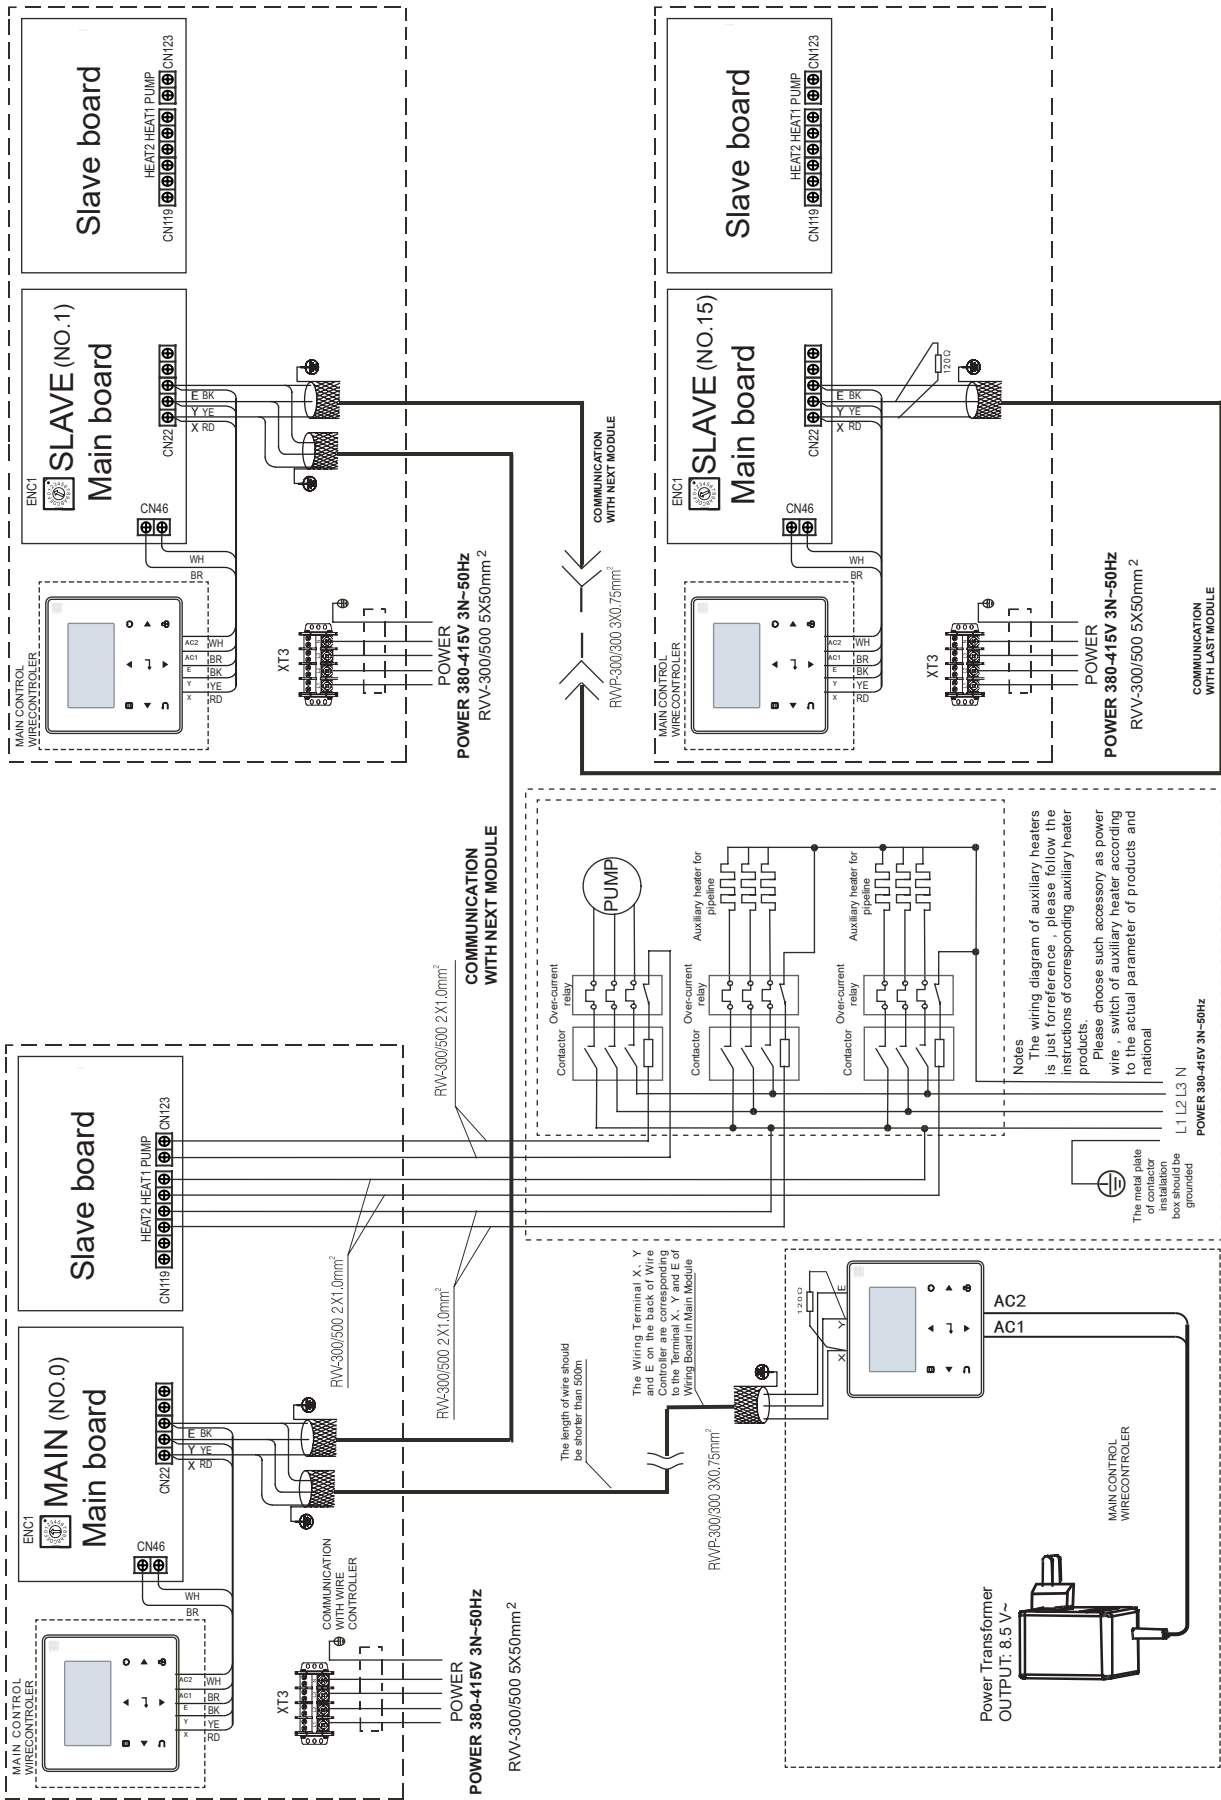 MAIN CONTROL
WIRECONTROLER
X
Y
E
AC1
AC2
RD
YE
BK
BR
WH
BR
WH
CN46
ENC1
MAIN (NO.0)
Main board
CN22
X RD
Y YE
E BK
Slave board
CN119
HEAT2 HEAT1 PUMP
CN123
XT3
COMMUNICATION
WITH WIRE
CONTROLLER
POWER
POWER 380-415V 3N~50Hz
RVV-300/500 5X50mm²
RVV-300/500 2X1.0mm²
RVV-300/500 2X1.0mm²
RVV-300/500 2X1.0mm²
COMMUNICATION
WITH NEXT MODULE
MAIN CONTROL
WIRECONTROLER
X
Y
E
AC1
AC2
RD
YE
BK
BR
WH
BR
WH
CN46
ENC1
SLAVE (NO.1)
Main board
CN22
X RD
Y YE
E BK
Slave board
CN119
HEAT2 HEAT1 PUMP
CN123
XT3
POWER
POWER 380-415V 3N~50Hz
RVV-300/500 5X50mm²
COMMUNICATION
WITH NEXT MODULE
RVVP-300/300 3X0.75mm²
The length of wire should
be shorter than 500m
The Wiring Terminal X、Y
and E on the back of Wire
Controller are corresponding
to the Terminal X、Y and E of
Wiring Board in Main Module
RVVP-300/300 3X0.75mm²
120Ω
X
Y
E
AC1
AC2
MAIN CONTROL
WIRECONTROLER
Power Transformer
OUTPUT: 8.5 V~
Contactor
Over-current
relay
PUMP
Contactor
Over-current
relay
Auxiliary heater for
pipeline
Contactor
Over-current
relay
Auxiliary heater for
pipeline
Notes
The wiring diagram of auxiliary heaters
is just forreference , please follow the
instructions of corresponding auxiliary heater
products.
Please choose such accessory as power
wire , switch of auxiliary heater according
to the actual parameter of products and
national
L1 L2 L3 N
POWER 380-415V 3N~50Hz
The metal plate
of contactor
installation
box should be
grounded
MAIN CONTROL
WIRECONTROLER
X
Y
E
AC1
AC2
RD
YE
BK
BR
WH
BR
WH
CN46
ENC1
SLAVE (NO.15)
Main board
CN22
X RD
Y YE
E BK
120Ω
Slave board
CN119
HEAT2 HEAT1 PUMP
CN123
XT3
POWER
POWER 380-415V 3N~50Hz
RVV-300/500 5X50mm²
COMMUNICATION
WITH LAST MODULE